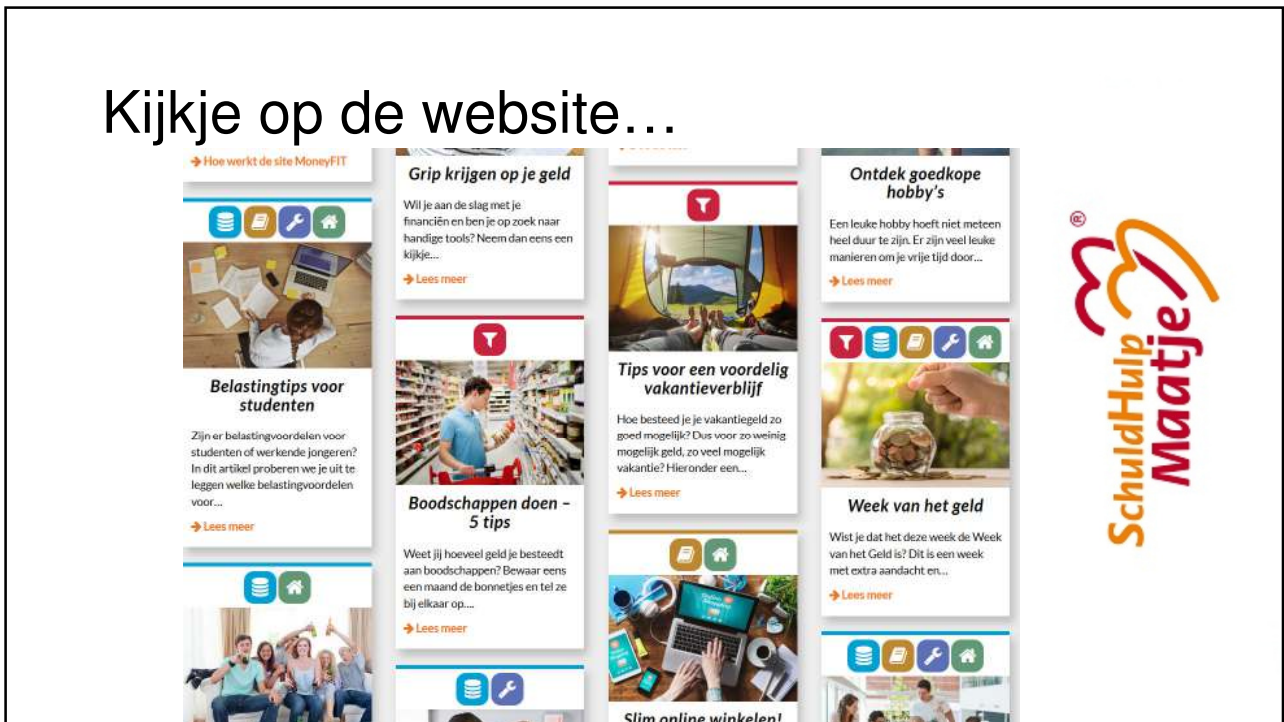 Kijkje op de website…
Hoe werkt de site MoneyFIT
Belastingtips voor
studenten
Zijn er belastingvoordelen voor
studenten of werkende jongeren?
In dit artikel proberen we je uit te
leggen welke belastingvoordelen
voor...
Lees meer
Grip krijgen op je geld
Wil je aan de slag met je
financiën en ben je op zoek naar
handige tools? Neem dan eens een
kijkje...
Lees meer
Boodschappen doen –
5 tips
Weet jij hoeveel geld je besteedt
aan boodschappen? Bewaar eens
een maand de bonnetjes en tel ze
bij elkaar op....
Lees meer
Tips voor een voordelig
vakantieverblijf
Hoe besteed je je vakantiegeld zo
goed mogelijk? Dus voor zo weinig
mogelijk geld, zo veel mogelijk
vakantie? Hieronder een...
Lees meer
Slim online winkelen!
Ontdek goedkope
hobby's
Een leuke hobby hoeft niet meteen
heel duur te zijn. Er zijn veel leuke
manieren om je vrije tijd door...
Lees meer
Week van het geld
Wist je dat het deze week de Week
van het Geld is? Dit is een week
met extra aandacht en...
Lees meer
SchuldHulp
Maatje®